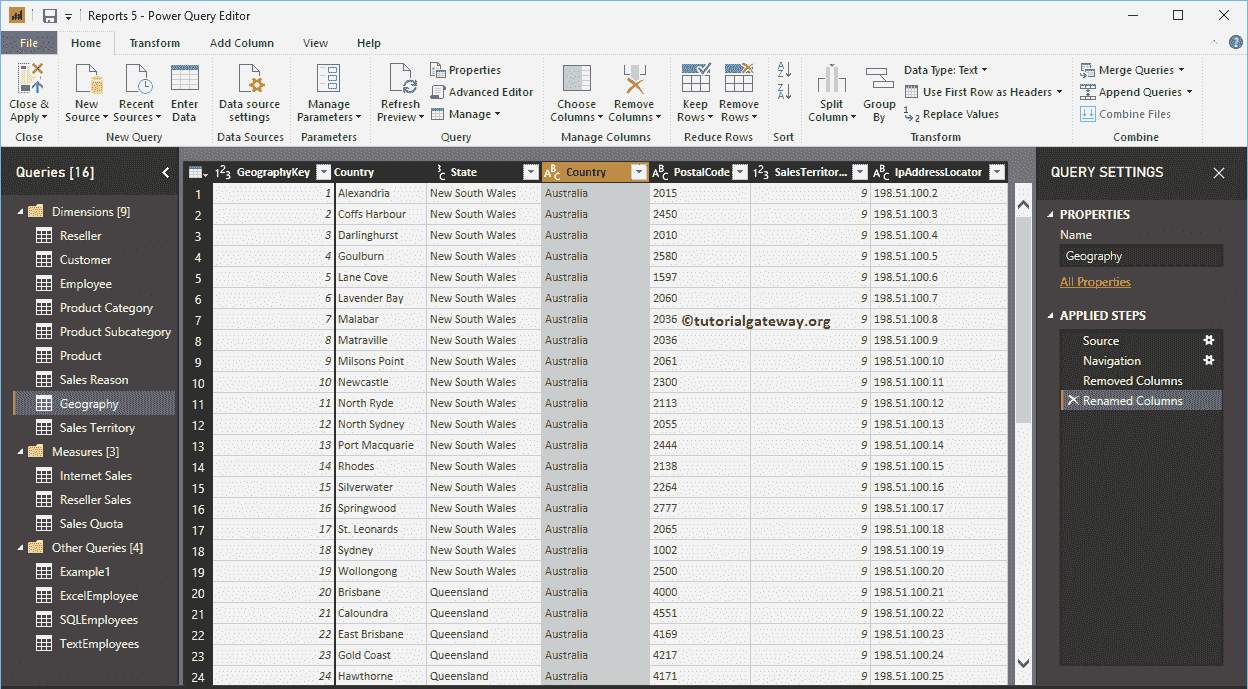 Reports 5 - Power Query Editor
File Home Transform Add Column View Help
Close & Apply
New Source
Recent Sources
Enter Data
Data source settings
Manage Parameters
Refresh Preview
Properties
Advanced Editor
Manage
Choose Columns
Remove Columns
Keep Rows
Remove Rows
Split Column
Group By
Data Type: Text
Use First Row as Headers
Replace Values
Merge Queries
Append Queries
Combine Files
Close New Query Data Sources Parameters Query Manage Columns Reduce Rows Sort Transform Combine
Queries [16]
Dimensions [9]
Reseller
Customer
Employee
Product Category
Product Subcategory
Product
Sales Reason
Geography
Sales Territory
Measures [3]
Internet Sales
Reseller Sales
Sales Quota
Other Queries [4]
Example1
ExcelEmployee
SQLEmployees
TextEmployees
GeographyKey Country State Country PostalCode SalesTerritor... IpAddressLocator
1 1 Alexandria New South Wales Australia 2015 9 198.51.100.2
2 2 Coffs Harbour New South Wales Australia 2450 9 198.51.100.3
3 3 Darlinghurst New South Wales Australia 2010 9 198.51.100.4
4 4 Goulburn New South Wales Australia 2580 9 198.51.100.5
5 5 Lane Cove New South Wales Australia 1597 9 198.51.100.6
6 6 Lavender Bay New South Wales Australia 2060 9 198.51.100.7
7 7 Malabar New South Wales Australia 2036 9 198.51.100.8
©tutorialgateway.org
8 8 Matraville New South Wales Australia 2036 9 198.51.100.9
9 9 Milsons Point New South Wales Australia 2061 9 198.51.100.10
10 10 Newcastle New South Wales Australia 2300 9 198.51.100.11
11 11 North Ryde New South Wales Australia 2113 9 198.51.100.12
12 12 North Sydney New South Wales Australia 2055 9 198.51.100.13
13 13 Port Macquarie New South Wales Australia 2444 9 198.51.100.14
14 14 Rhodes New South Wales Australia 2138 9 198.51.100.15
15 15 Silverwater New South Wales Australia 2264 9 198.51.100.16
16 16 Springwood New South Wales Australia 2777 9 198.51.100.17
17 17 St. Leonards New South Wales Australia 2065 9 198.51.100.18
18 18 Sydney New South Wales Australia 1002 9 198.51.100.19
19 19 Wollongong New South Wales Australia 2500 9 198.51.100.20
20 20 Brisbane Queensland Australia 4000 9 198.51.100.21
21 21 Caloundra Queensland Australia 4551 9 198.51.100.22
22 22 East Brisbane Queensland Australia 4169 9 198.51.100.23
23 23 Gold Coast Queensland Australia 4217 9 198.51.100.24
24 24 Hawthorne Queensland Australia 4171 9 198.51.100.25
QUERY SETTINGS
PROPERTIES
Name
Geography
All Properties
APPLIED STEPS
Source
Navigation
Removed Columns
Renamed Columns